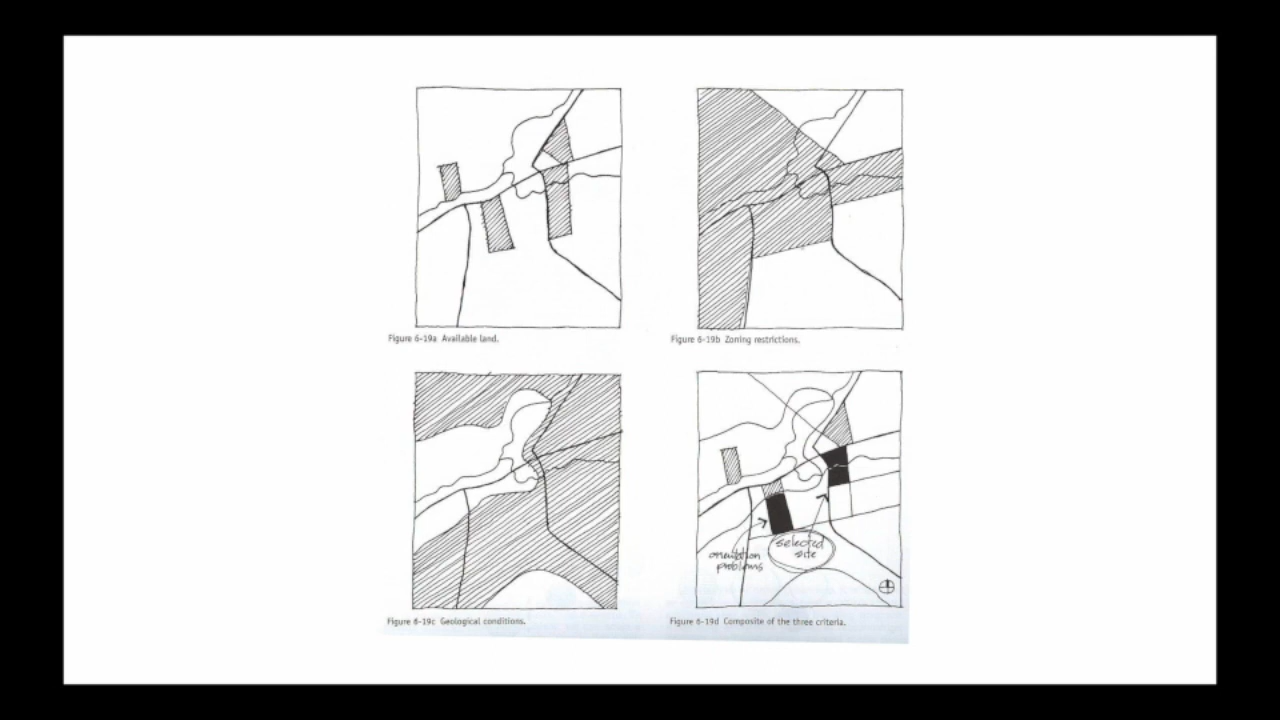 Figure 6-19a Available land.
Figure 6-19b Zoning restrictions.
orientation
problems
selected
site
Figure 6-19c Geological conditions.
Figure 6-19d Composite of the three criteria.